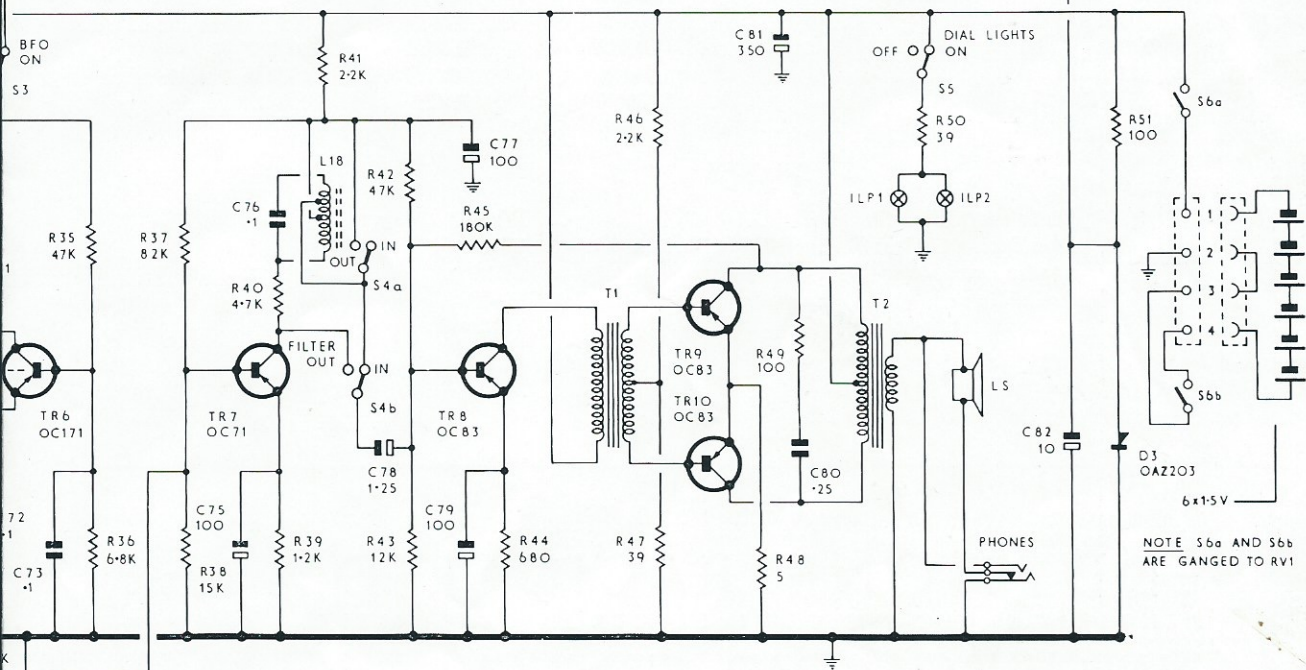 BFO
ON
S3
R41
2·2K
C81
350
DIAL LIGHTS
OFF
ON
S5
R50
39
ILP1
ILP2
R51
100
S6a
R46
2·2K
C77
100
L18
R42
47K
C76
·1
R45
180K
R35
47K
R37
82K
IN
OUT
S4a
R40
4·7K
FILTER
OUT
IN
S4b
1
2
3
4
S6b
T1
T2
TR9
OC83
TR10
OC83
R49
100
LS
TR6
OC171
TR7
OC71
TR8
OC83
C78
1·25
C82
10
D3
OAZ203
C80
·25
6x1·5V
72
·1
C73
·1
R36
6·8K
C75
100
R38
15K
R39
1·2K
R43
12K
C79
100
R44
680
R47
39
R48
5
PHONES
NOTE S6a AND S6b
ARE GANGED TO RV1
1
K